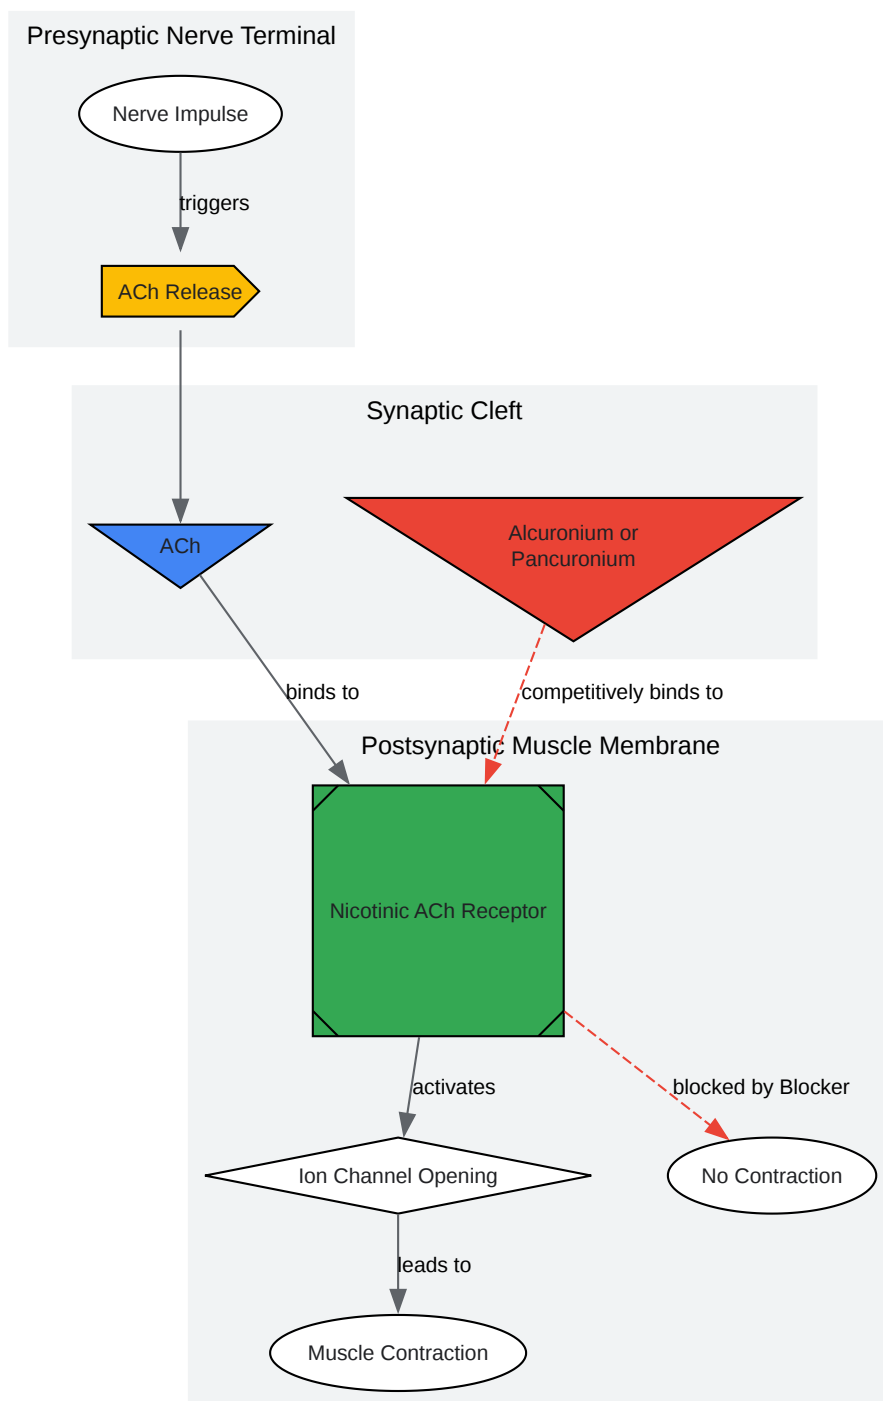 Presynaptic Nerve Terminal
Nerve Impulse
triggers
ACh Release
Synaptic Cleft
ACh
Alcuronium or
Pancuronium
binds to
competitively binds to
Postsynaptic Muscle Membrane
Nicotinic ACh Receptor
activates
blocked by Blocker
Ion Channel Opening
No Contraction
leads to
Muscle Contraction